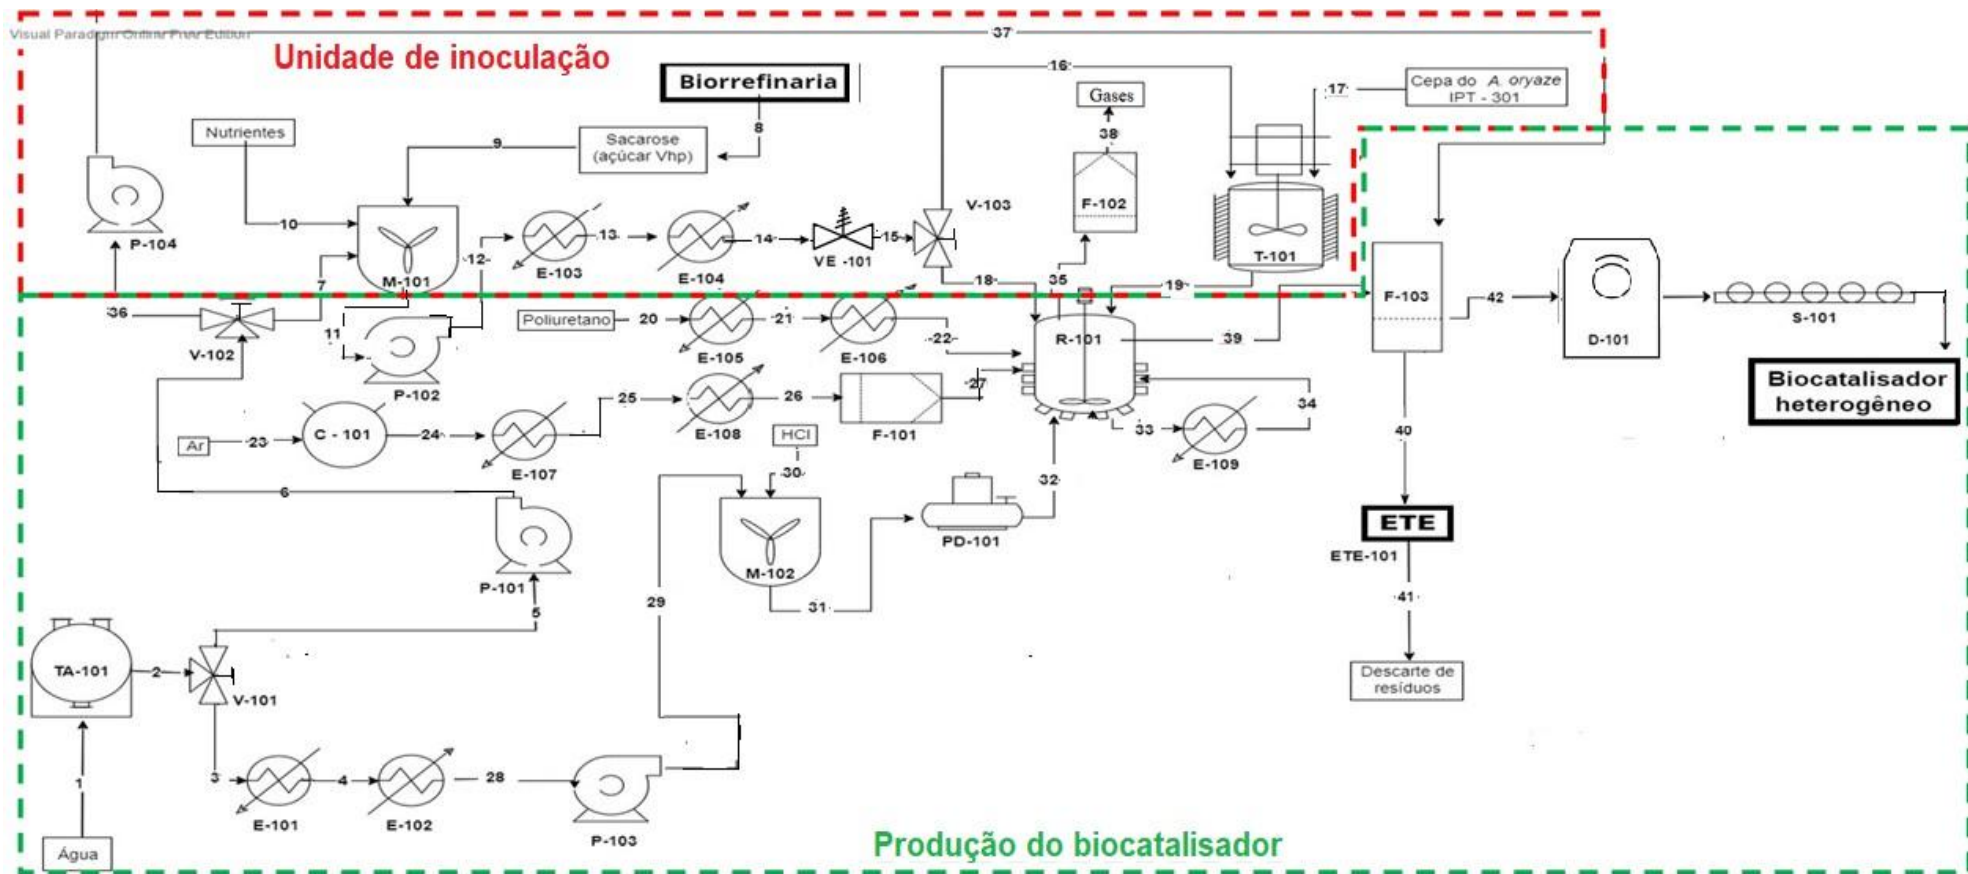 Visual Paradigm Online Free Edition
37
Unidade de inoculação
Biorrefinaria
16
Gases
17
Cepa do A. oryaze
IPT - 301
8
38
Nutrientes
9
Sacarose
(açúcar Vhp)
F-102
V-103
10
P-104
M-101
12
13
E-103
E-104
14
VE -101
15
T-101
7
18
35
19
36
V-102
11
P-102
Poliuretano
20
E-105
21
E-106
22
R-101
39
F-103
42
D-101
S-101
Biocatalisador
heterogêneo
Ar
23
C - 101
24
E-107
25
E-108
26
F-101
27
34
33
E-109
HCl
30
40
6
32
M-102
PD-101
ETE
ETE-101
P-101
5
29
31
41
TA-101
2
V-101
Descarte de
resíduos
1
3
E-101
4
E-102
28
P-103
Água
Produção do biocatalisador